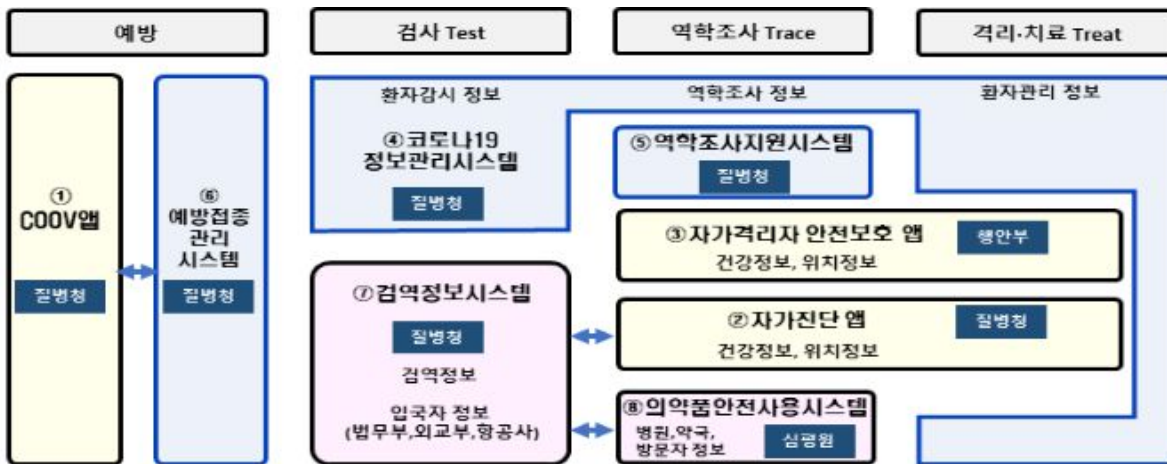 예방
검사 Test
역학조사 Trace
격리·치료 Treat
①
COOV앱
질병청
⑥
예방접종
관리
시스템
질병청
환자감시 정보
역학조사 정보
환자관리 정보
④코로나19
정보관리시스템
질병청
⑤역학조사지원시스템
질병청
③자가격리자 안전보호 앱
행안부
건강정보, 위치정보
⑦검역정보시스템
질병청
검역정보
입국자 정보
(법무부,외교부,항공사)
②자가진단 앱
질병청
건강정보, 위치정보
⑧의약품안전사용시스템
병원,약국,
방문자 정보
심평원